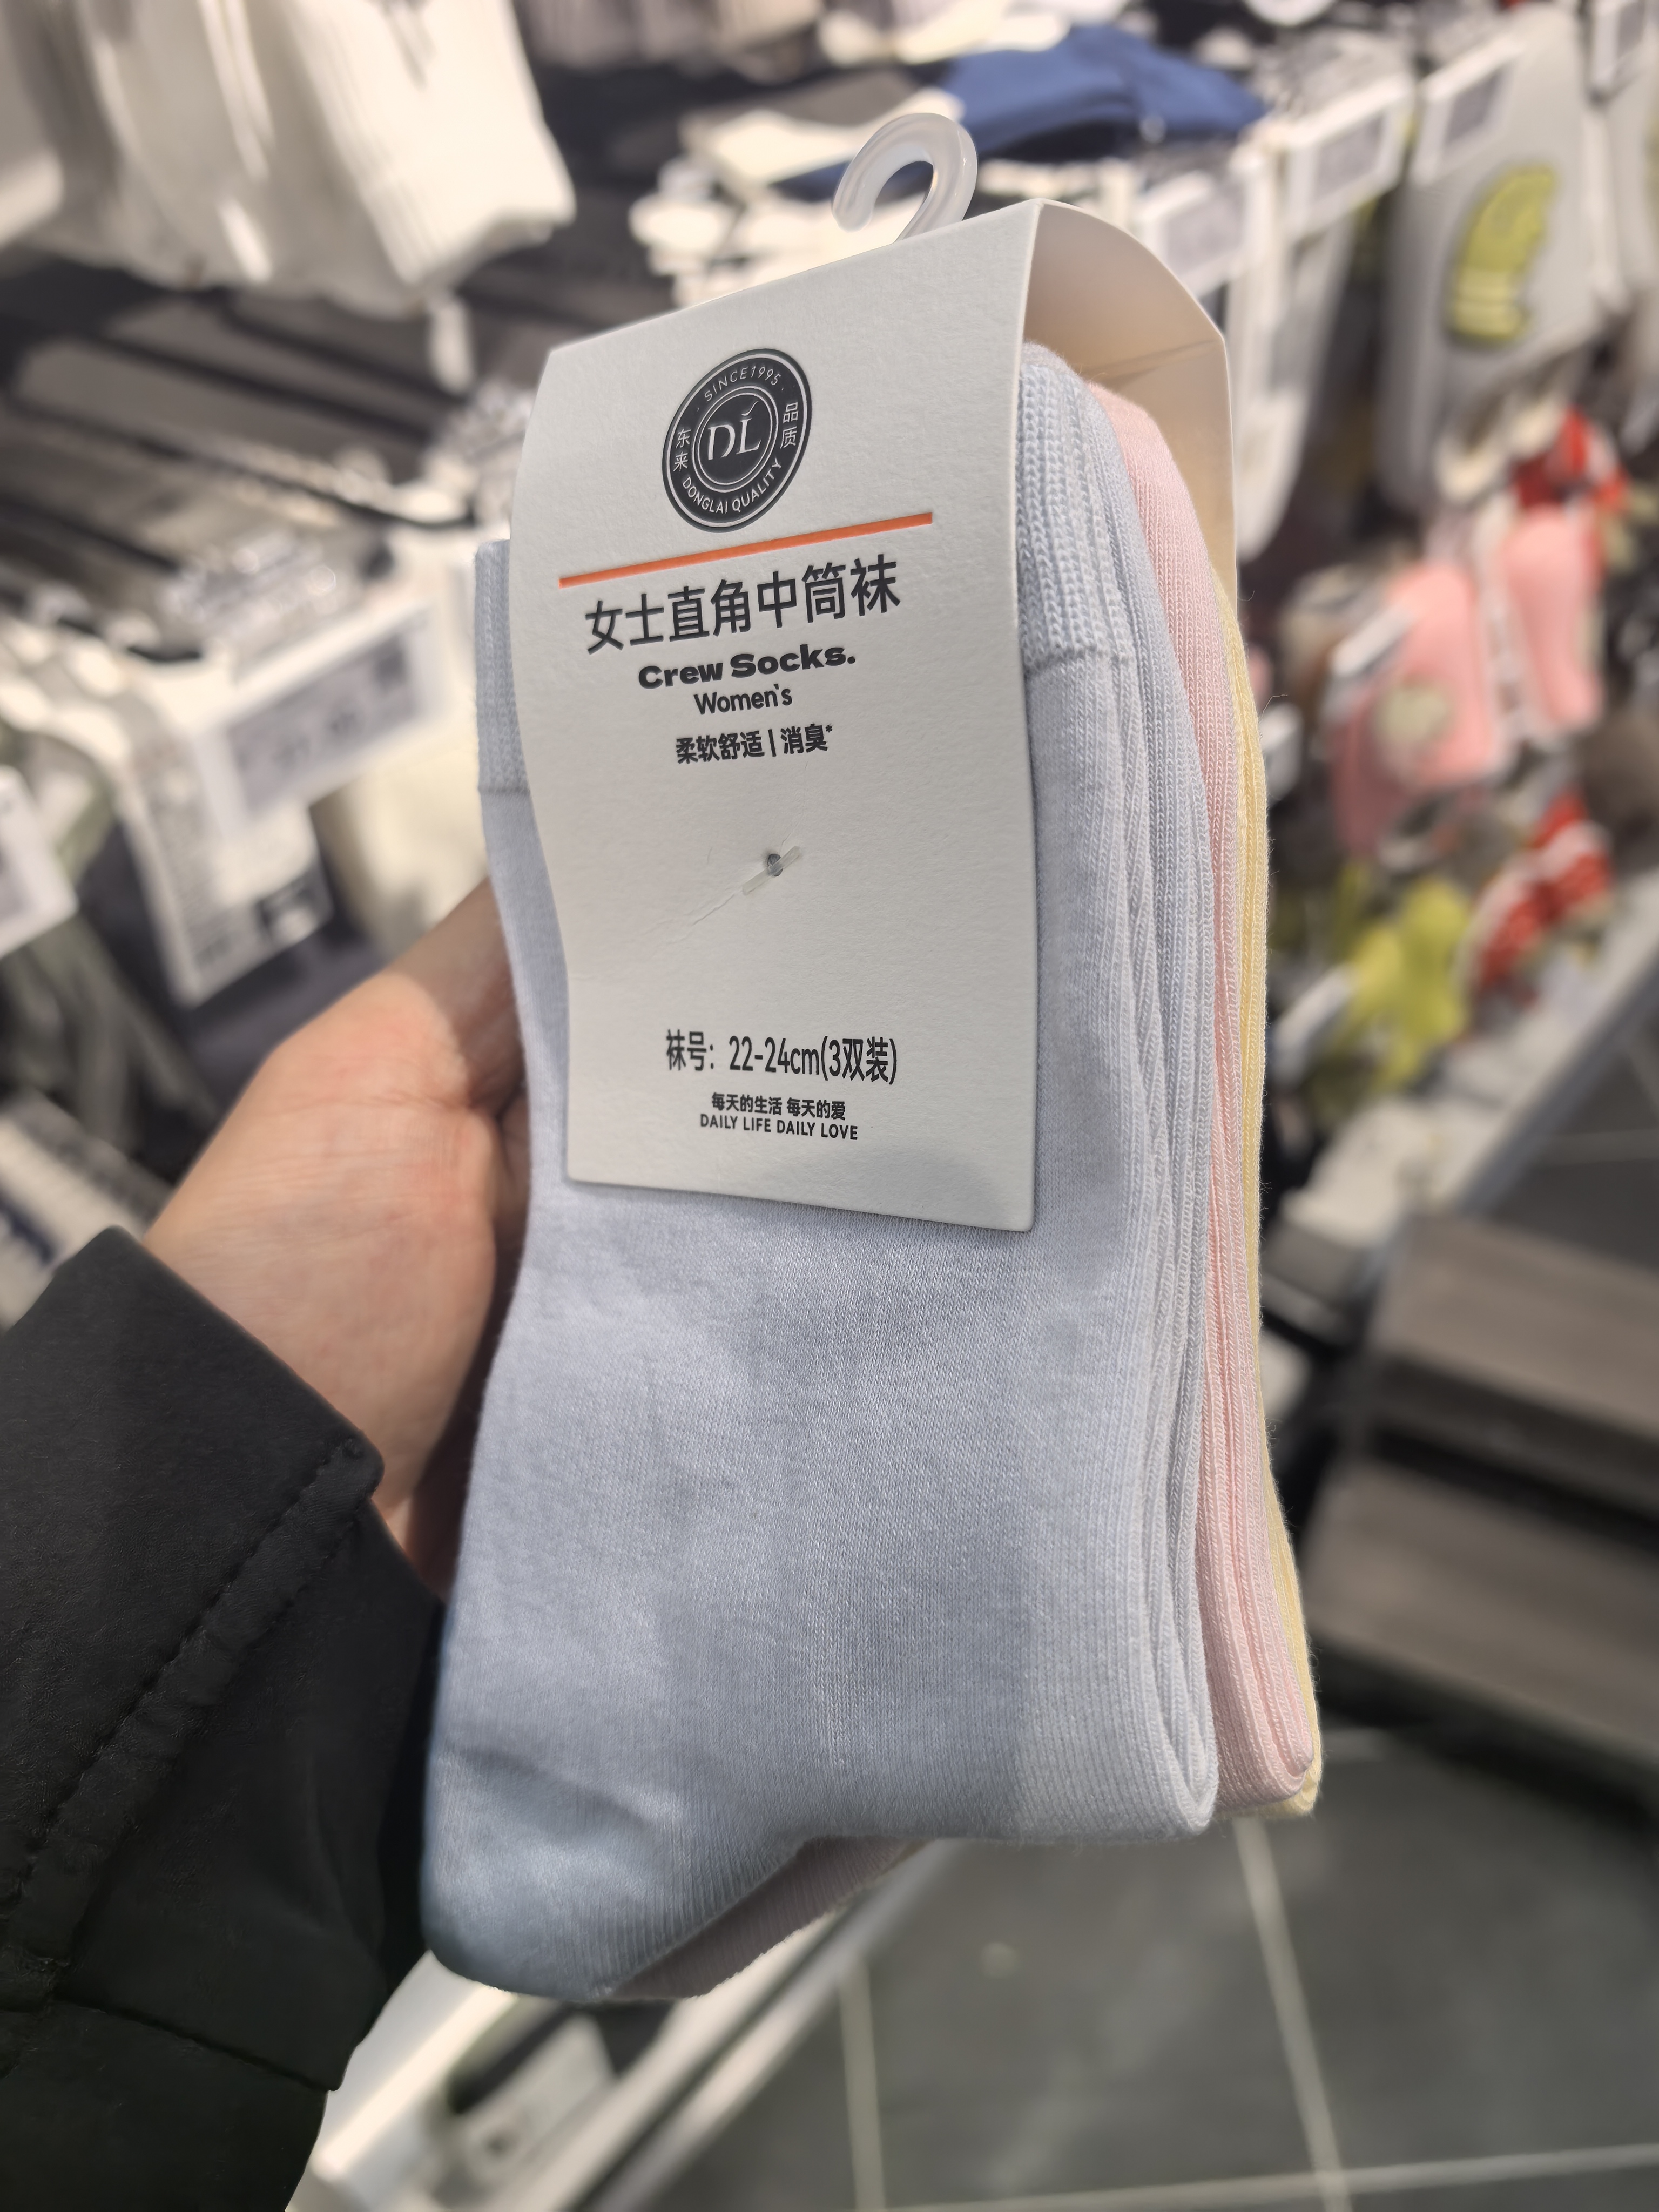 SINCE1995
东来
品质
DL
DONGLAI QUALITY
女士直角中筒袜
Crew Socks.
Women's
柔软舒适 | 消臭*
袜号：22-24cm(3双装)
每天的生活 每天的爱
DAILY LIFE DAILY LOVE